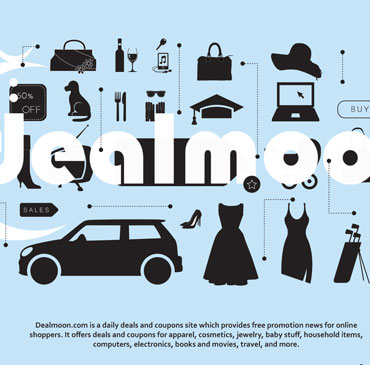 50%
OFF
BUY
dealmoo
SALES
Dealmoon.com is a daily deals and coupons site which provides free promotion news for online
shoppers. It offers deals and coupons for apparel, cosmetics, jewelry, baby stuff, household items,
computers, electronics, books and movies, travel, and more.